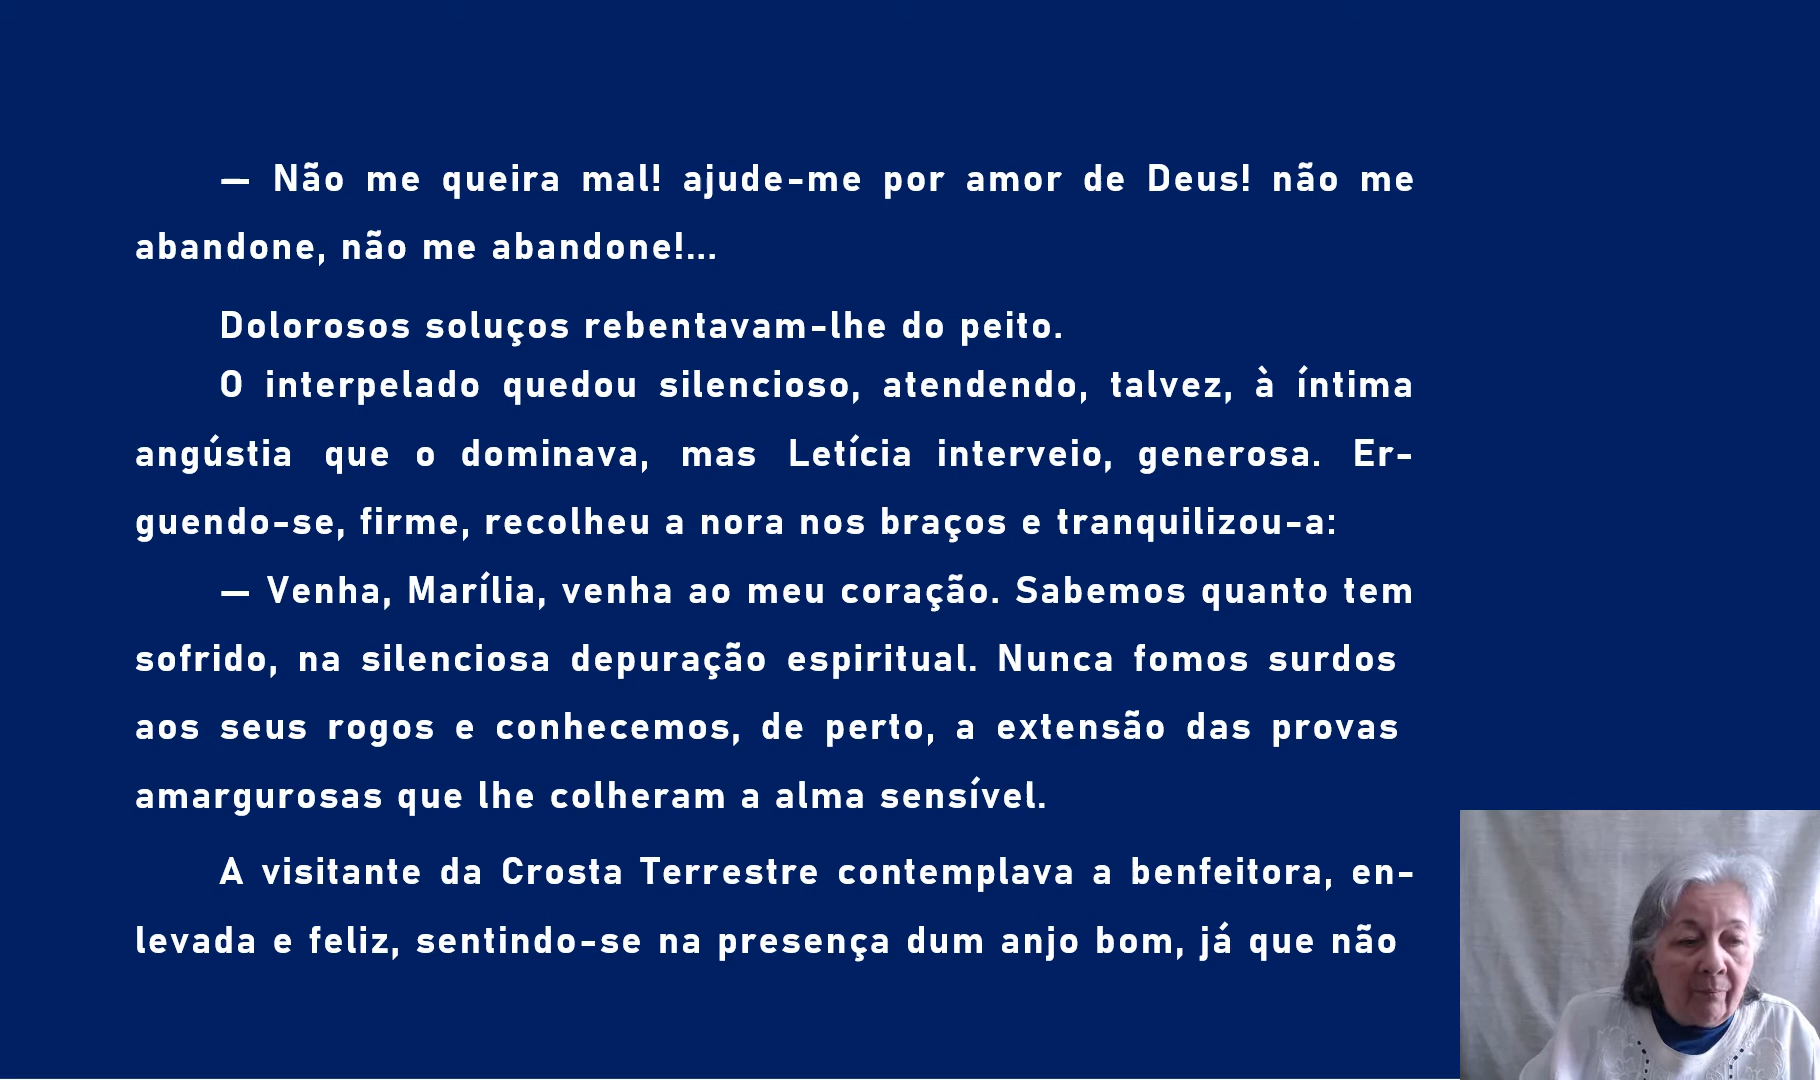 — Não me queira mal! ajude-me por amor de Deus! não me
abandone, não me abandone!...
Dolorosos soluços rebentavam-lhe do peito.
O interpelado quedou silencioso, atendendo, talvez, à íntima
angústia que o dominava, mas Letícia interveio, generosa. Er-
guendo-se, firme, recolheu a nora nos braços e tranquilizou-a:
— Venha, Marília, venha ao meu coração. Sabemos quanto tem
sofrido, na silenciosa depuração espiritual. Nunca fomos surdos
aos seus rogos e conhecemos, de perto, a extensão das provas
amargurosas que lhe colheram a alma sensível.
A visitante da Crosta Terrestre contemplava a benfeitora, en-
levada e feliz, sentindo-se na presença dum anjo bom, já que não